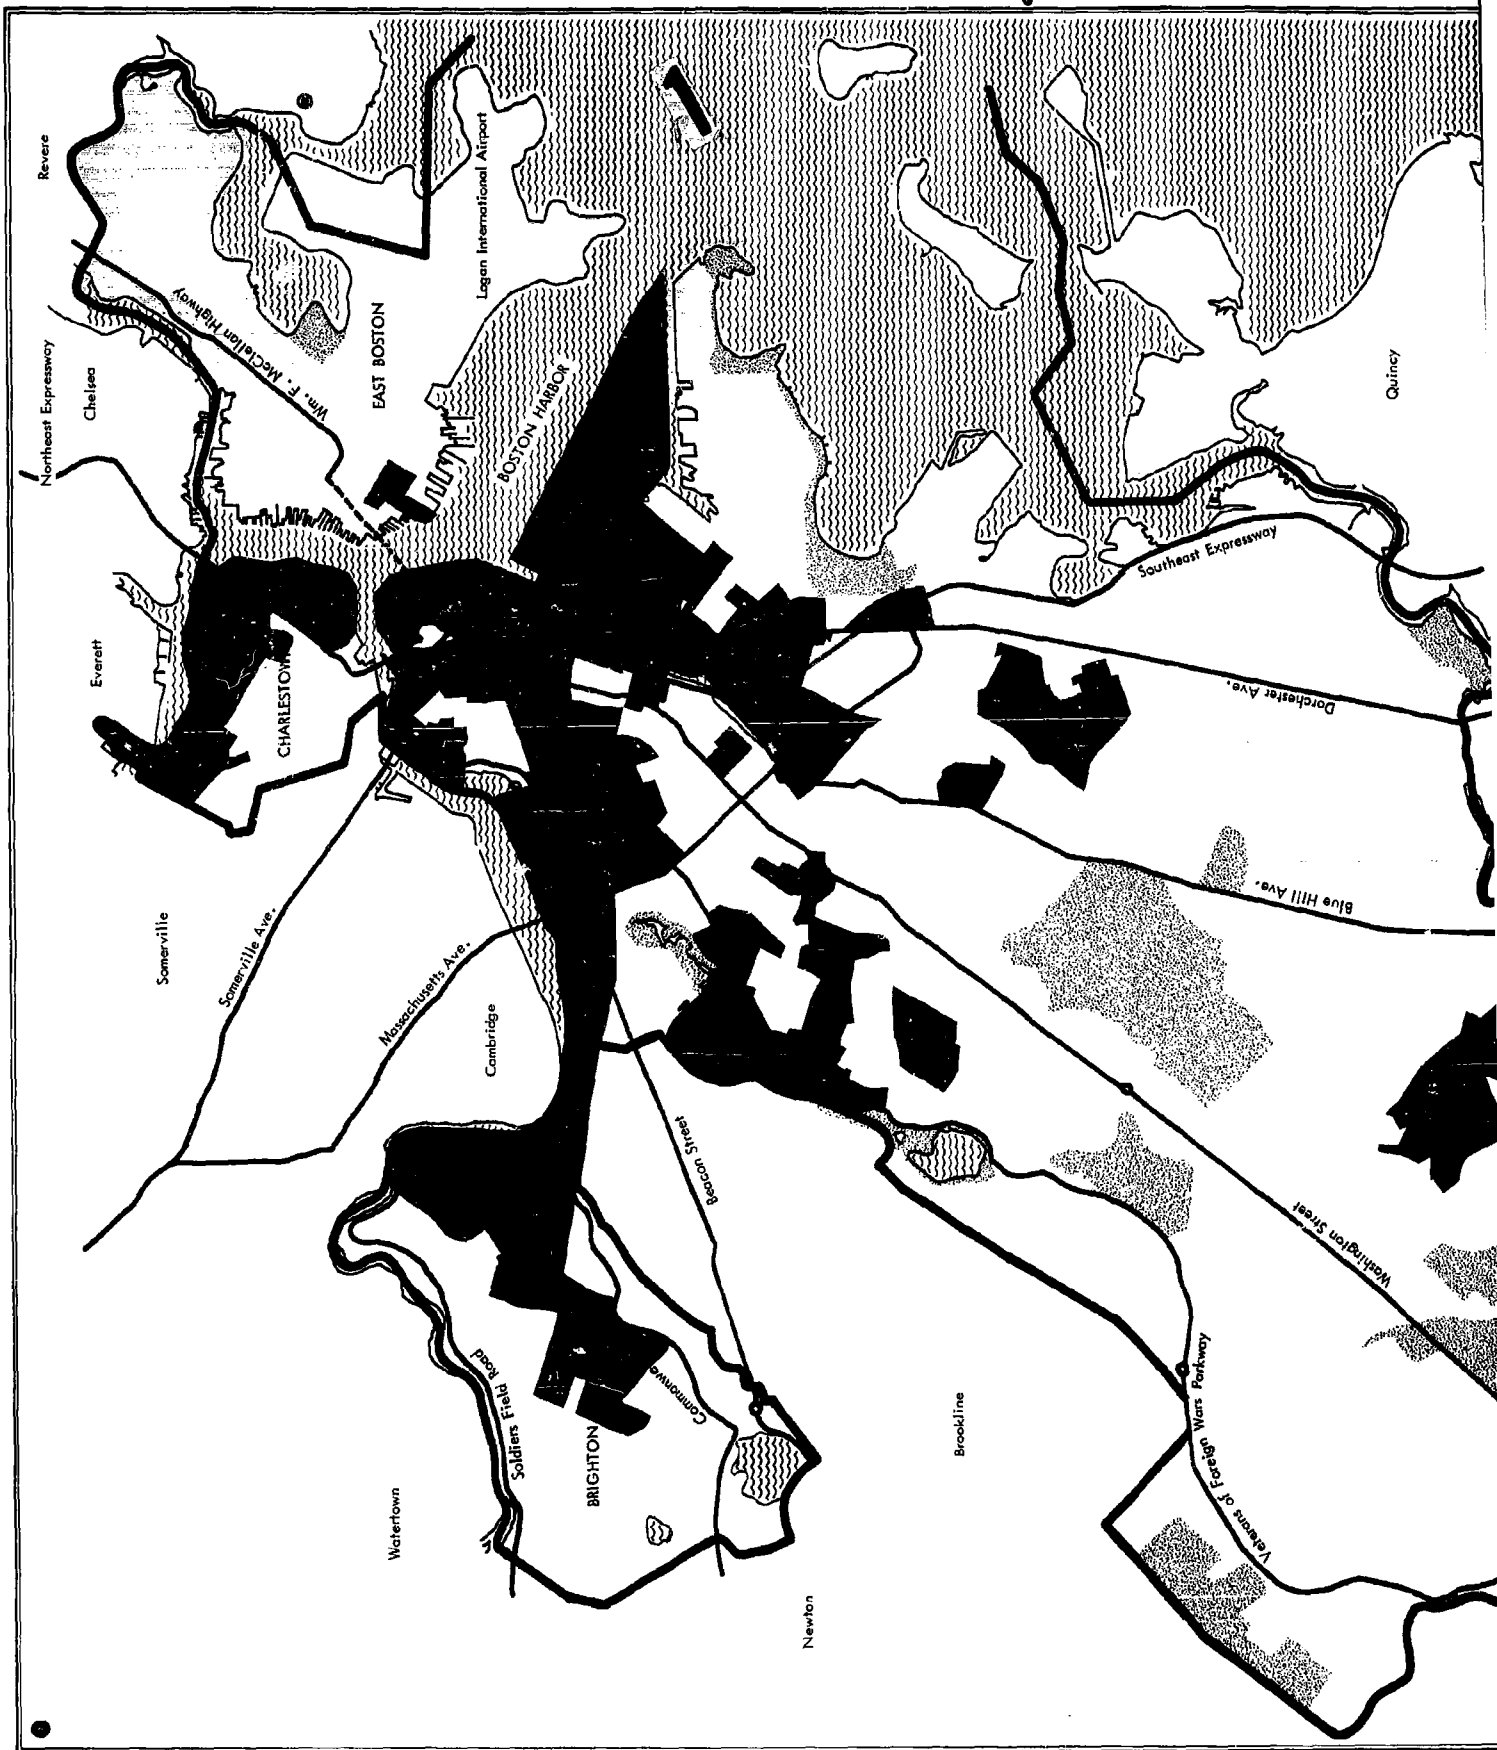 Revere
Northeast Expressway
Chelsea
Wm. F. McClellan Highway
EAST BOSTON
Logan International Airport
BOSTON HARBOR
Everett
CHARLESTOWN
Somerville
Somerville Ave.
Massachusetts Ave.
Cambridge
Beacon Street
Watertown
Soldiers Field Road
BRIGHTON
Commonwe
Newton
Brookline
Veterans of Foreign Wars Parkway
Washington Street
Blue Hill Ave.
Dorchester Ave.
Southeast Expressway
Quincy